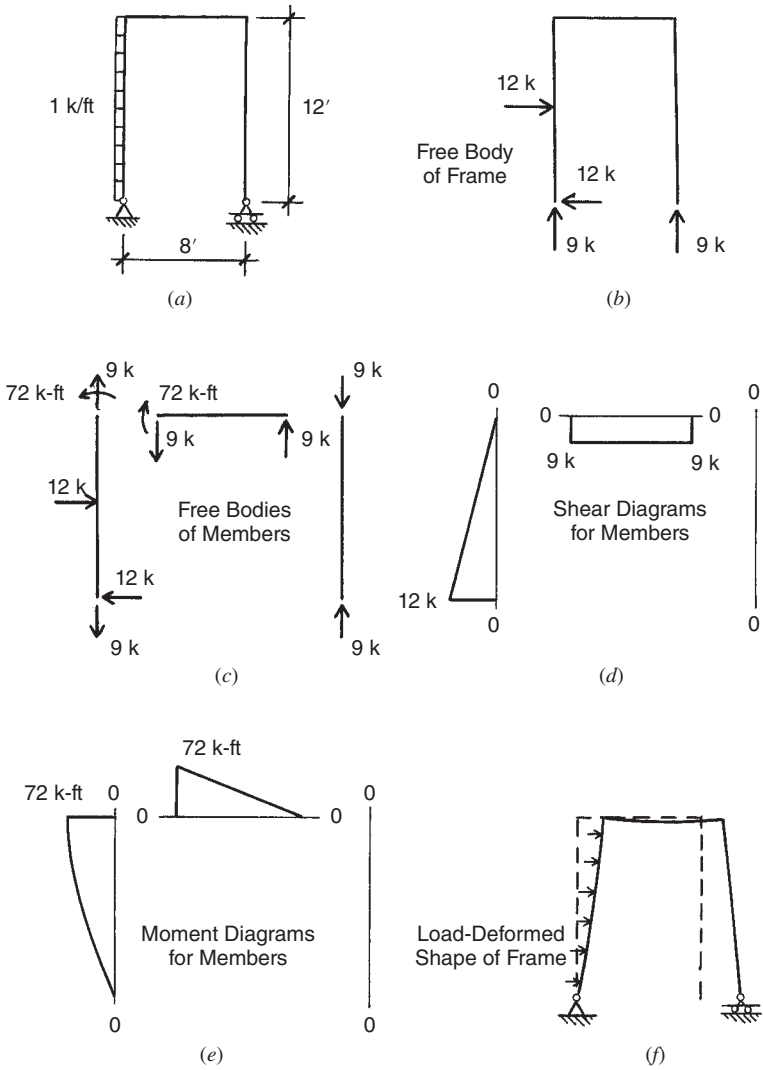 1 k/ft
12′
8′
(a)
12 k
Free Body
of Frame
12 k
9 k
9 k
(b)
9 k
72 k-ft
12 k
12 k
9 k
72 k-ft
9 k
9 k
Free Bodies
of Members
9 k
9 k
(c)
0
12 k
0
0
0
9 k
9 k
Shear Diagrams
for Members
0
0
(d)
72 k-ft
0
0
72 k-ft
0
0
0
0
Moment Diagrams
for Members
(e)
Load-Deformed
Shape of Frame
(f)